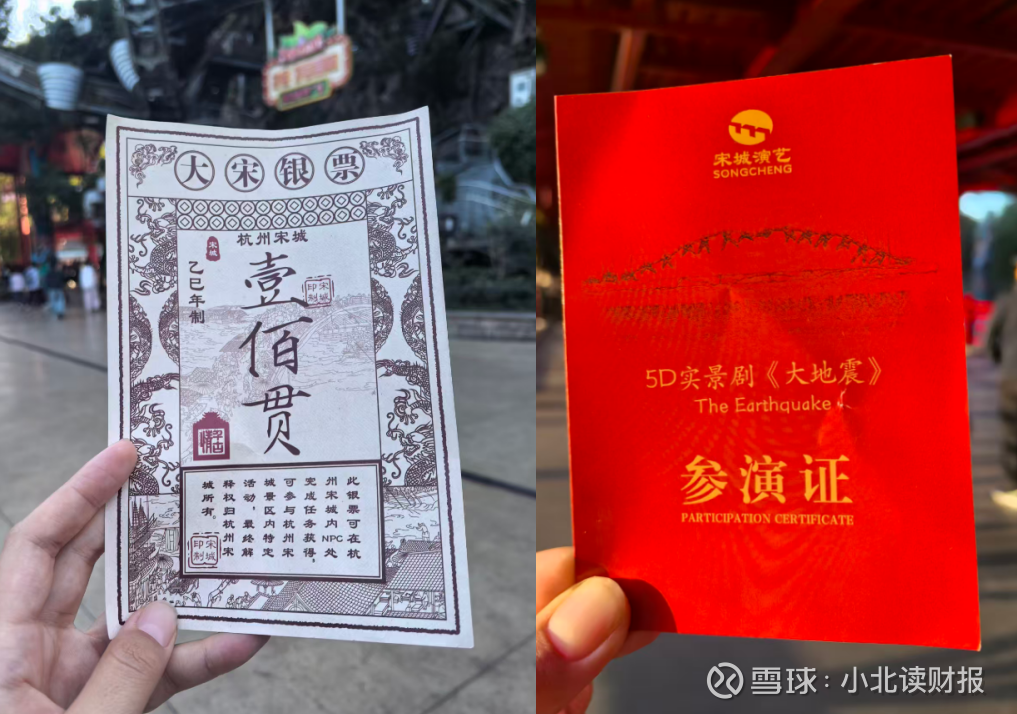 大宋银票
杭州宋城
宋城
乙巳年制
壹佰贯
宋城
印制
此银票可在杭
州宋城内NPC处
完成任务获得，
可参与杭州宋
城景区内特定
活动，最终解
释权归杭州宋
城所有。
宋城
印制
宋城演艺
SONGCHENG
5D实景剧《大地震》
The Earthquake
参演证
PARTICIPATION CERTIFICATE
雪球：小北读财报